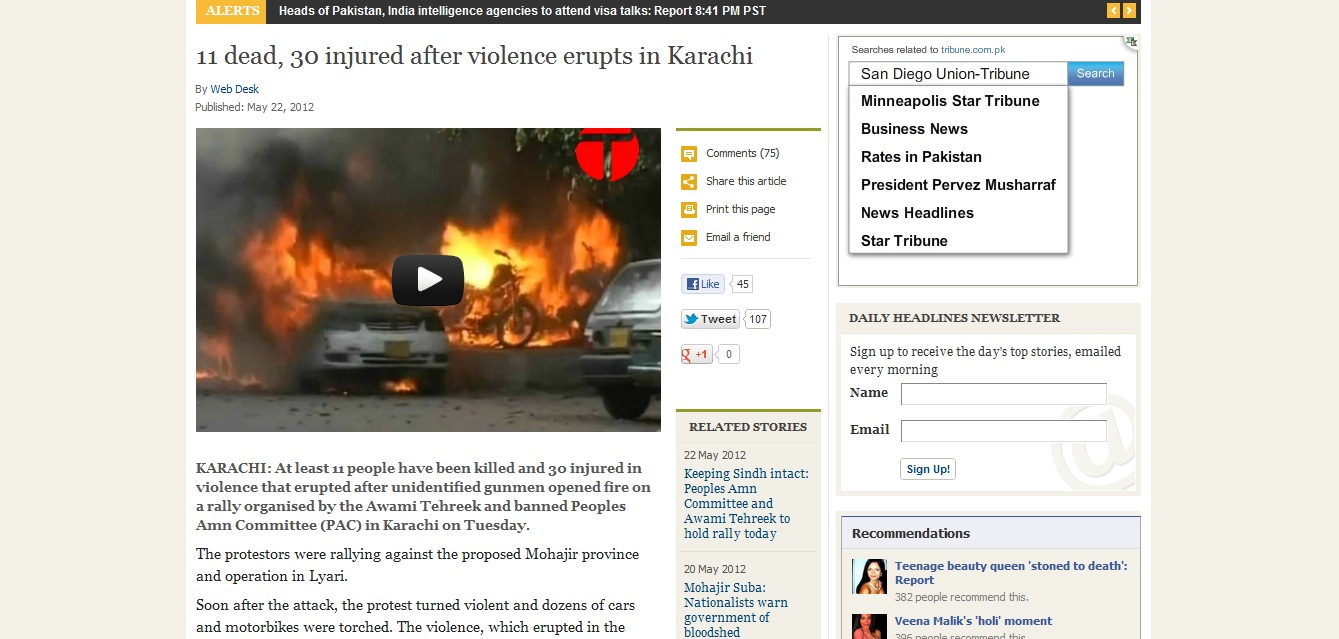 ALERTS
Heads of Pakistan, India intelligence agencies to attend visa talks: Report 8:41 PM PST
11 dead, 30 injured after violence erupts in Karachi
By Web Desk
Published: May 22, 2012
KARACHI: At least 11 people have been killed and 30 injured in
violence that erupted after unidentified gunmen opened fire on
a rally organised by the Awami Tehreek and banned Peoples
Amn Committee (PAC) in Karachi on Tuesday.
The protestors were rallying against the proposed Mohajir province
and operation in Lyari.
Soon after the attack, the protest turned violent and dozens of cars
and motorbikes were torched. The violence, which erupted in the
Comments (75)
Share this article
Print this page
Email a friend
Like 45
Tweet 107
g +1 0
RELATED STORIES
22 May 2012
Keeping Sindh intact:
Peoples Amn
Committee and
Awami Tehreek to
hold rally today
20 May 2012
Mohajir Suba:
Nationalists warn
government of
bloodshed
Searches related to tribune.com.pk
San Diego Union-Tribune
Search
Minneapolis Star Tribune
Business News
Rates in Pakistan
President Pervez Musharraf
News Headlines
Star Tribune
DAILY HEADLINES NEWSLETTER
Sign up to receive the day's top stories, emailed
every morning
Name
Email
@
Sign Up!
Recommendations
Teenage beauty queen 'stoned to death':
Report
382 people recommend this.
Veena Malik's 'holi' moment
396 people recommend this.